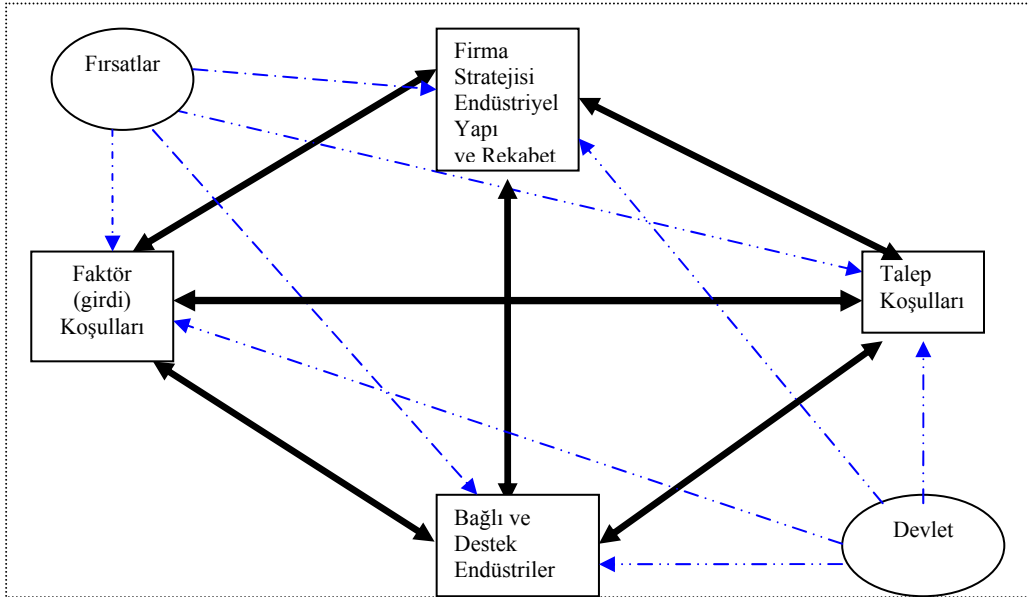 Fırsatlar
Firma
Stratejisi
Endüstriyel
Yapı
ve Rekabet
Faktör
(girdi)
Koşulları
Talep
Koşulları
Bağlı ve
Destek
Endüstriler
Devlet